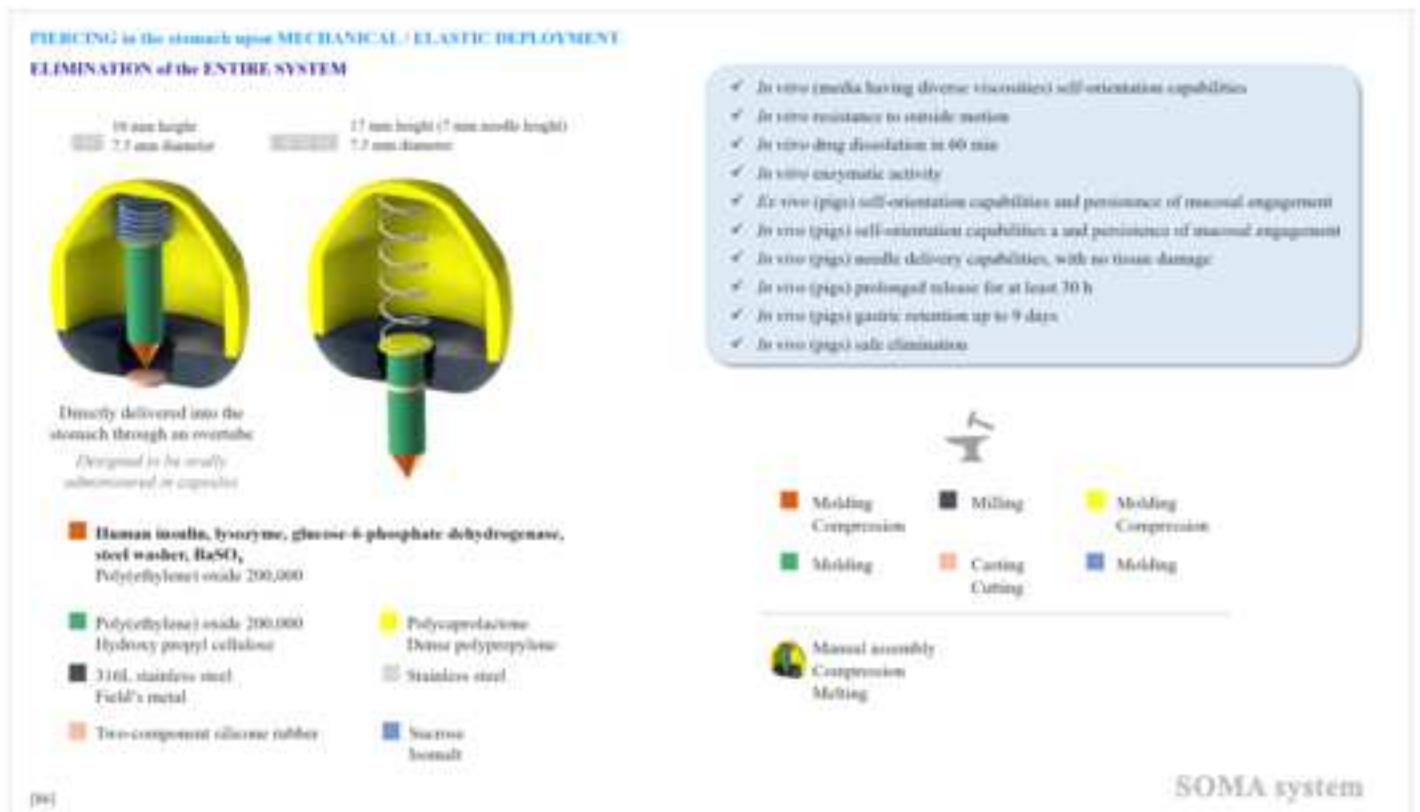 PIERCING in the stomach upon MECHANICAL / ELASTIC DEPLOYMENT
ELIMINATION of the ENTIRE SYSTEM
mm height
7.5 mm diameter
17 mm height (7 mm needle height)
7.5 mm diameter
Directly delivered into the
stomach through an overtube
Designed to be orally
administered in capsules
Human insulin, lysozyme, glucose-6-phosphate dehydrogenase,
steel washer, BaSO₄
Poly(ethylene) oxide 200,000
Poly(ethylene) oxide 200,000
Hydroxy propyl cellulose
Polycaprolactone
Dense polypropylene
316L stainless steel
Field's metal
Stainless steel
Two-component silicone rubber
Sucrose
Isomalt
✓ In vitro (media having diverse viscosities) self-orientation capabilities
✓ In vitro resistance to outside motion
✓ In vitro drug dissolution in 60 min
✓ In vitro enzymatic activity
✓ Ex vivo (pigs) self-orientation capabilities and persistence of mucosal engagement
✓ In vivo (pigs) self-orientation capabilities a and persistence of mucosal engagement
✓ In vivo (pigs) needle delivery capabilities, with no tissue damage
✓ In vivo (pigs) prolonged release for at least 30 h
✓ In vivo (pigs) gastric retention up to 9 days
✓ In vivo (pigs) safe elimination
Molding
Compression
Milling
Molding
Compression
Molding
Casting
Cutting
Molding
Manual assembly
Compression
Melting
SOMA system